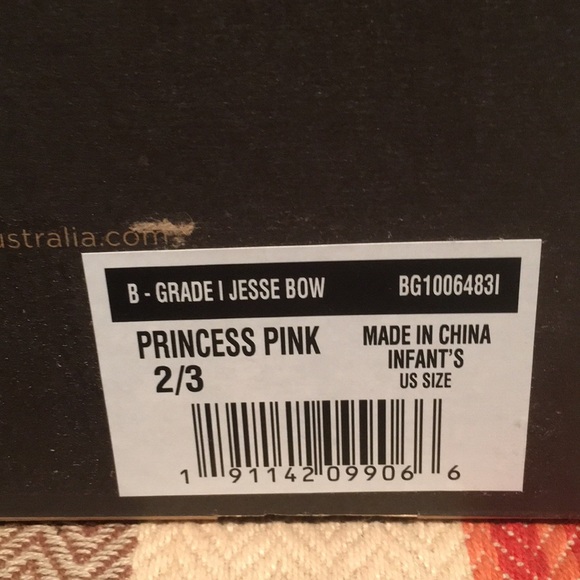 ustralia.com
B - GRADE I JESSE BOW BG1006483I
PRINCESS PINK
2/3
MADE IN CHINA
INFANT'S
US SIZE
1 91142 09906 6